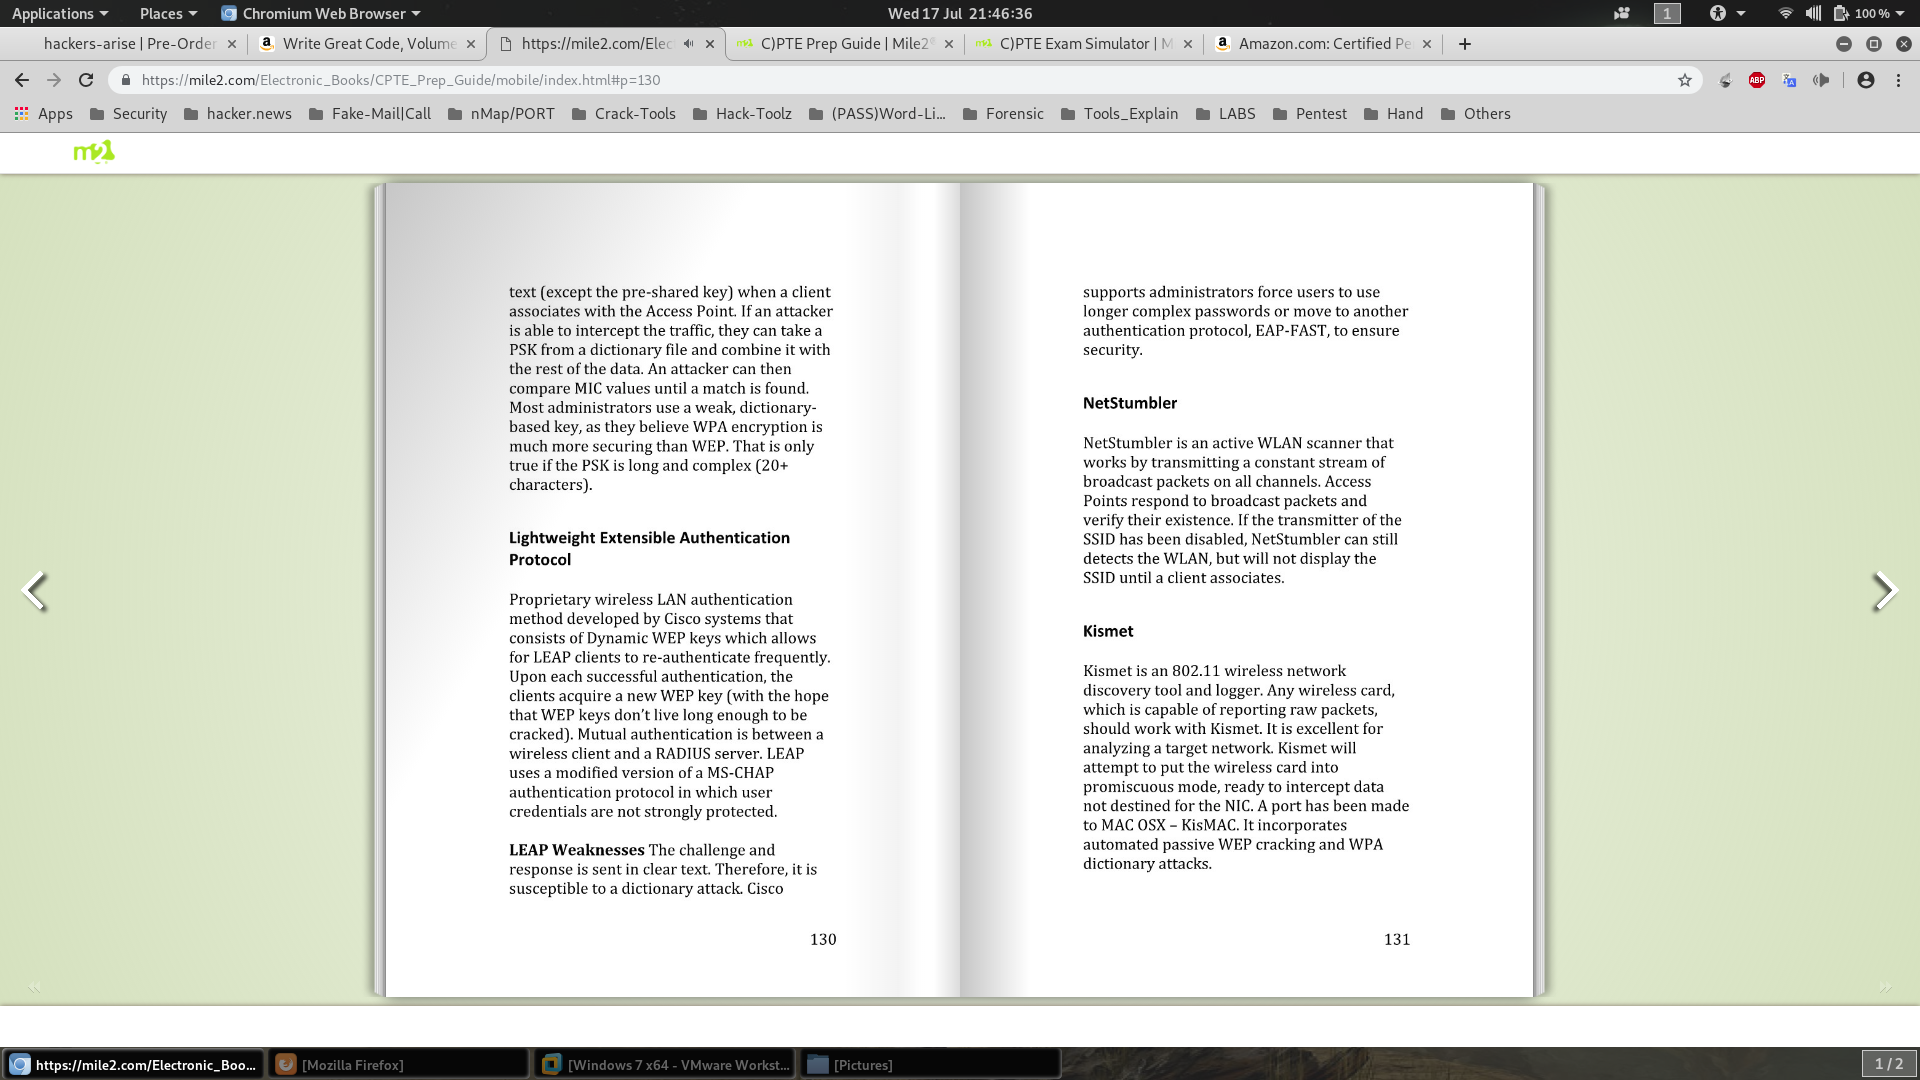 Applications Places Chromium Web Browser Wed 17 Jul 21:46:36 1 100 %
hackers-arise | Pre-Order Write Great Code, Volume https://mile2.com/Elec C)PTE Prep Guide | Mile2® C)PTE Exam Simulator | M Amazon.com: Certified Pe
https://mile2.com/Electronic_Books/CPTE_Prep_Guide/mobile/index.html#p=130 ABP
Apps Security hacker.news Fake-Mail|Call nMap/PORT Crack-Tools Hack-Toolz (PASS)Word-Li... Forensic Tools_Explain LABS Pentest Hand Others
m2
text (except the pre-shared key) when a client
associates with the Access Point. If an attacker
is able to intercept the traffic, they can take a
PSK from a dictionary file and combine it with
the rest of the data. An attacker can then
compare MIC values until a match is found.
Most administrators use a weak, dictionary-
based key, as they believe WPA encryption is
much more securing than WEP. That is only
true if the PSK is long and complex (20+
characters).
Lightweight Extensible Authentication
Protocol
Proprietary wireless LAN authentication
method developed by Cisco systems that
consists of Dynamic WEP keys which allows
for LEAP clients to re-authenticate frequently.
Upon each successful authentication, the
clients acquire a new WEP key (with the hope
that WEP keys don't live long enough to be
cracked). Mutual authentication is between a
wireless client and a RADIUS server. LEAP
uses a modified version of a MS-CHAP
authentication protocol in which user
credentials are not strongly protected.
LEAP Weaknesses The challenge and
response is sent in clear text. Therefore, it is
susceptible to a dictionary attack. Cisco
130
supports administrators force users to use
longer complex passwords or move to another
authentication protocol, EAP-FAST, to ensure
security.
NetStumbler
NetStumbler is an active WLAN scanner that
works by transmitting a constant stream of
broadcast packets on all channels. Access
Points respond to broadcast packets and
verify their existence. If the transmitter of the
SSID has been disabled, NetStumbler can still
detects the WLAN, but will not display the
SSID until a client associates.
Kismet
Kismet is an 802.11 wireless network
discovery tool and logger. Any wireless card,
which is capable of reporting raw packets,
should work with Kismet. It is excellent for
analyzing a target network. Kismet will
attempt to put the wireless card into
promiscuous mode, ready to intercept data
not destined for the NIC. A port has been made
to MAC OSX – KisMAC. It incorporates
automated passive WEP cracking and WPA
dictionary attacks.
131
https://mile2.com/Electronic_Boo... [Mozilla Firefox] [Windows 7 x64 - VMware Workst... [Pictures] 1 / 2